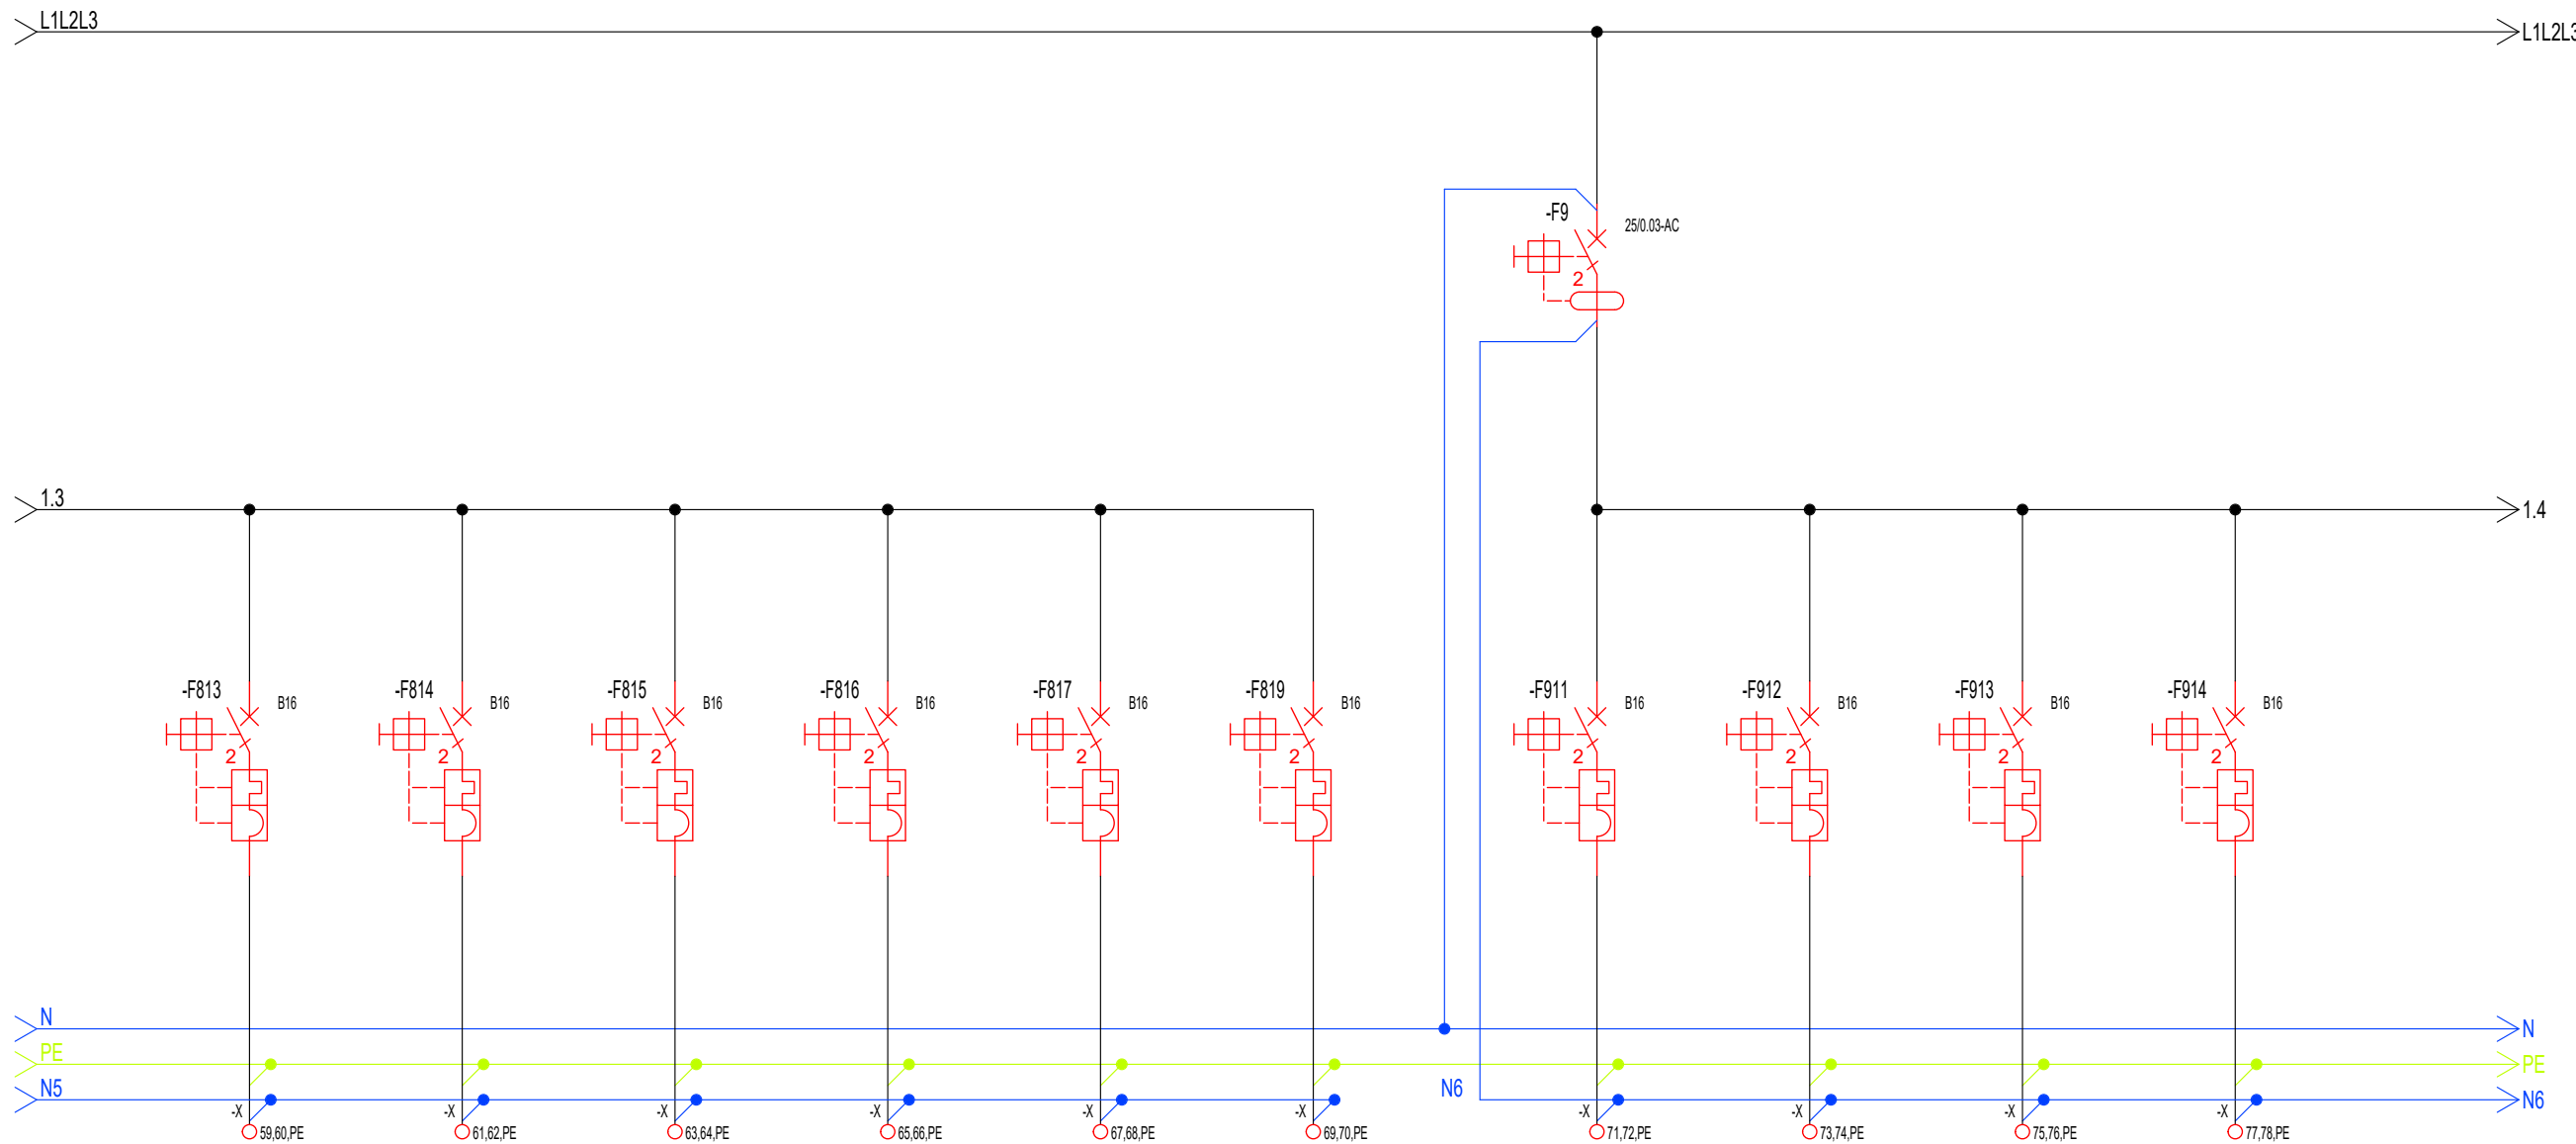 L1L2L3
L1L2L3
-F9
25/0.03-AC
2
1.3
1.4
-F813 B16
-F814 B16
-F815 B16
-F816 B16
-F817 B16
-F819 B16
-F911 B16
-F912 B16
-F913 B16
-F914 B16
2 2 2 2 2 2 2 2 2 2
N
N
PE
PE
N5
N6
N6
-X -X -X -X -X -X -X -X -X -X
59,60,PE
61,62,PE
63,64,PE
65,66,PE
67,68,PE
69,70,PE
71,72,PE
73,74,PE
75,76,PE
77,78,PE